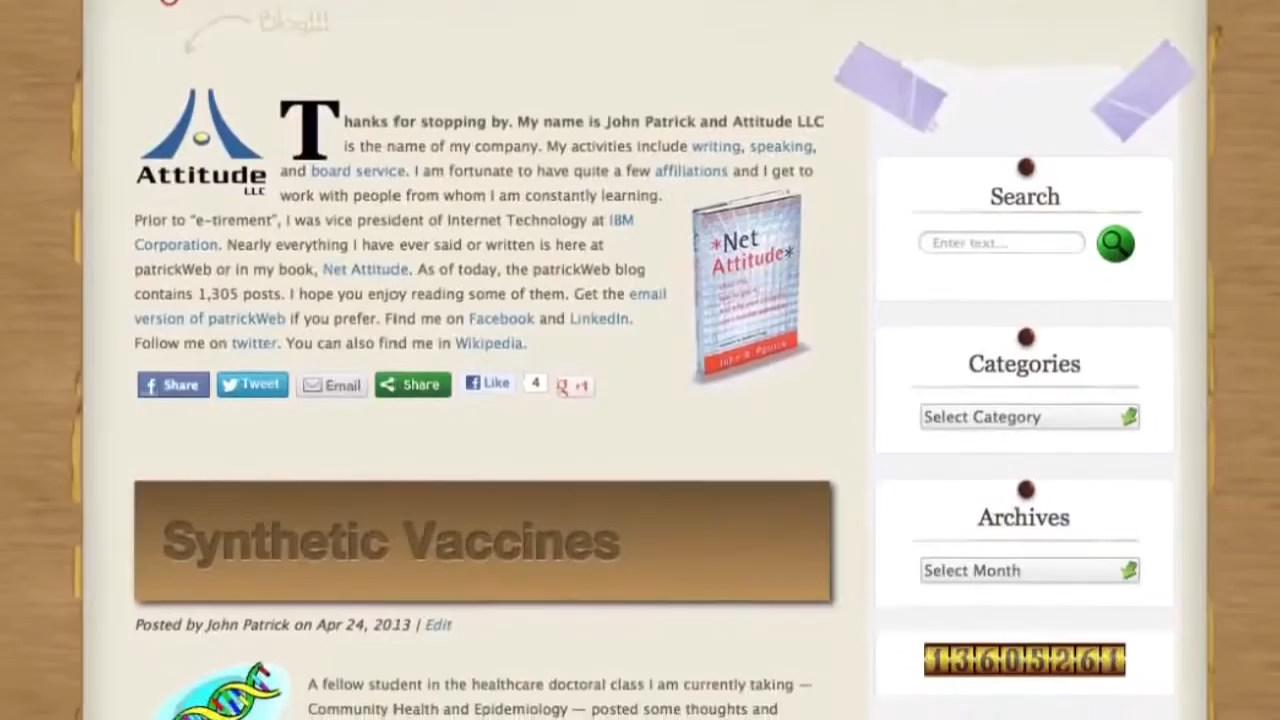 Blog!!!
Attitude
LLC
Thanks for stopping by. My name is John Patrick and Attitude LLC
is the name of my company. My activities include writing, speaking,
and board service. I am fortunate to have quite a few affiliations and I get to
work with people from whom I am constantly learning.
Prior to “e-tirement”, I was vice president of Internet Technology at IBM
Corporation. Nearly everything I have ever said or written is here at
patrickWeb or in my book, Net Attitude. As of today, the patrickWeb blog
contains 1,305 posts. I hope you enjoy reading some of them. Get the email
version of patrickWeb if you prefer. Find me on Facebook and LinkedIn.
Follow me on twitter. You can also find me in Wikipedia.
*Net
Attitude*
John R. Patrick
Share
Tweet
Email
Share
Like
4
g +1
Synthetic Vaccines
Posted by John Patrick on Apr 24, 2013 | Edit
A fellow student in the healthcare doctoral class I am currently taking —
Community Health and Epidemiology — posted some thoughts and
Search
Enter text...
Categories
Select Category
Archives
Select Month
13605261